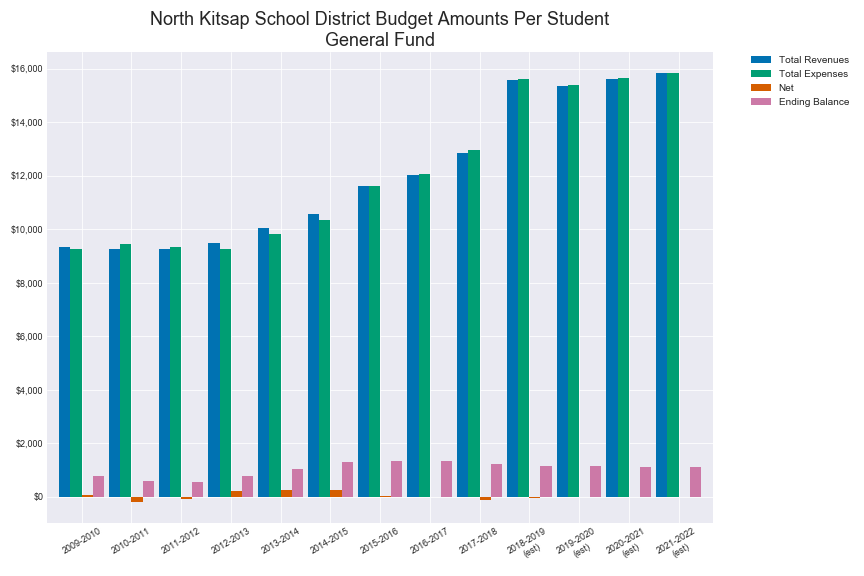 North Kitsap School District Budget Amounts Per Student
General Fund
Total Revenues
Total Expenses
Net
Ending Balance
$16,000
$14,000
$12,000
$10,000
$8,000
$6,000
$4,000
$2,000
$0
2009-2010
2010-2011
2011-2012
2012-2013
2013-2014
2014-2015
2015-2016
2016-2017
2017-2018
2018-2019
(est)
2019-2020
(est)
2020-2021
(est)
2021-2022
(est)